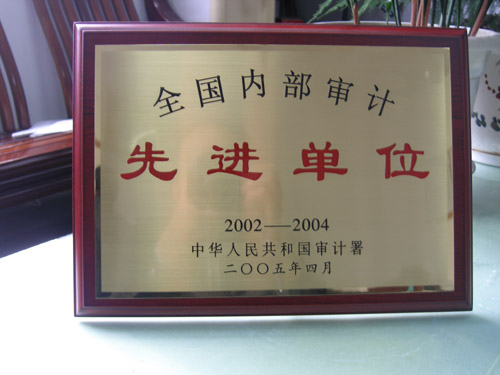 全国内部审计
先进单位
2002——2004
中华人民共和国审计署
二〇〇五年四月